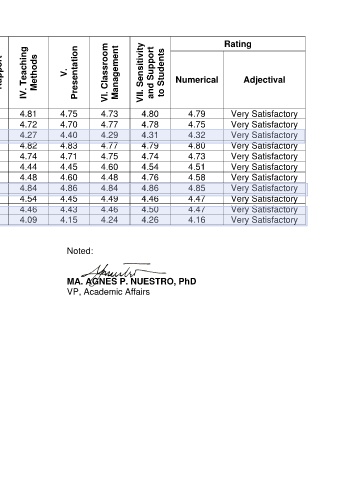 Rapport
IV. Teaching Methods
V. Presentation
VI. Classroom Management
VII. Sensitivity and Support to Students
Rating
Numerical
Adjectival
4.81 4.75 4.73 4.80 4.79 Very Satisfactory
4.72 4.70 4.77 4.78 4.75 Very Satisfactory
4.27 4.40 4.29 4.31 4.32 Very Satisfactory
4.82 4.83 4.77 4.79 4.80 Very Satisfactory
4.74 4.71 4.75 4.74 4.73 Very Satisfactory
4.44 4.45 4.60 4.54 4.51 Very Satisfactory
4.48 4.60 4.48 4.76 4.58 Very Satisfactory
4.84 4.86 4.84 4.86 4.85 Very Satisfactory
4.54 4.45 4.49 4.46 4.47 Very Satisfactory
4.46 4.43 4.46 4.50 4.47 Very Satisfactory
4.09 4.15 4.24 4.26 4.16 Very Satisfactory
Noted:
MA. AGNES P. NUESTRO, PhD
VP, Academic Affairs